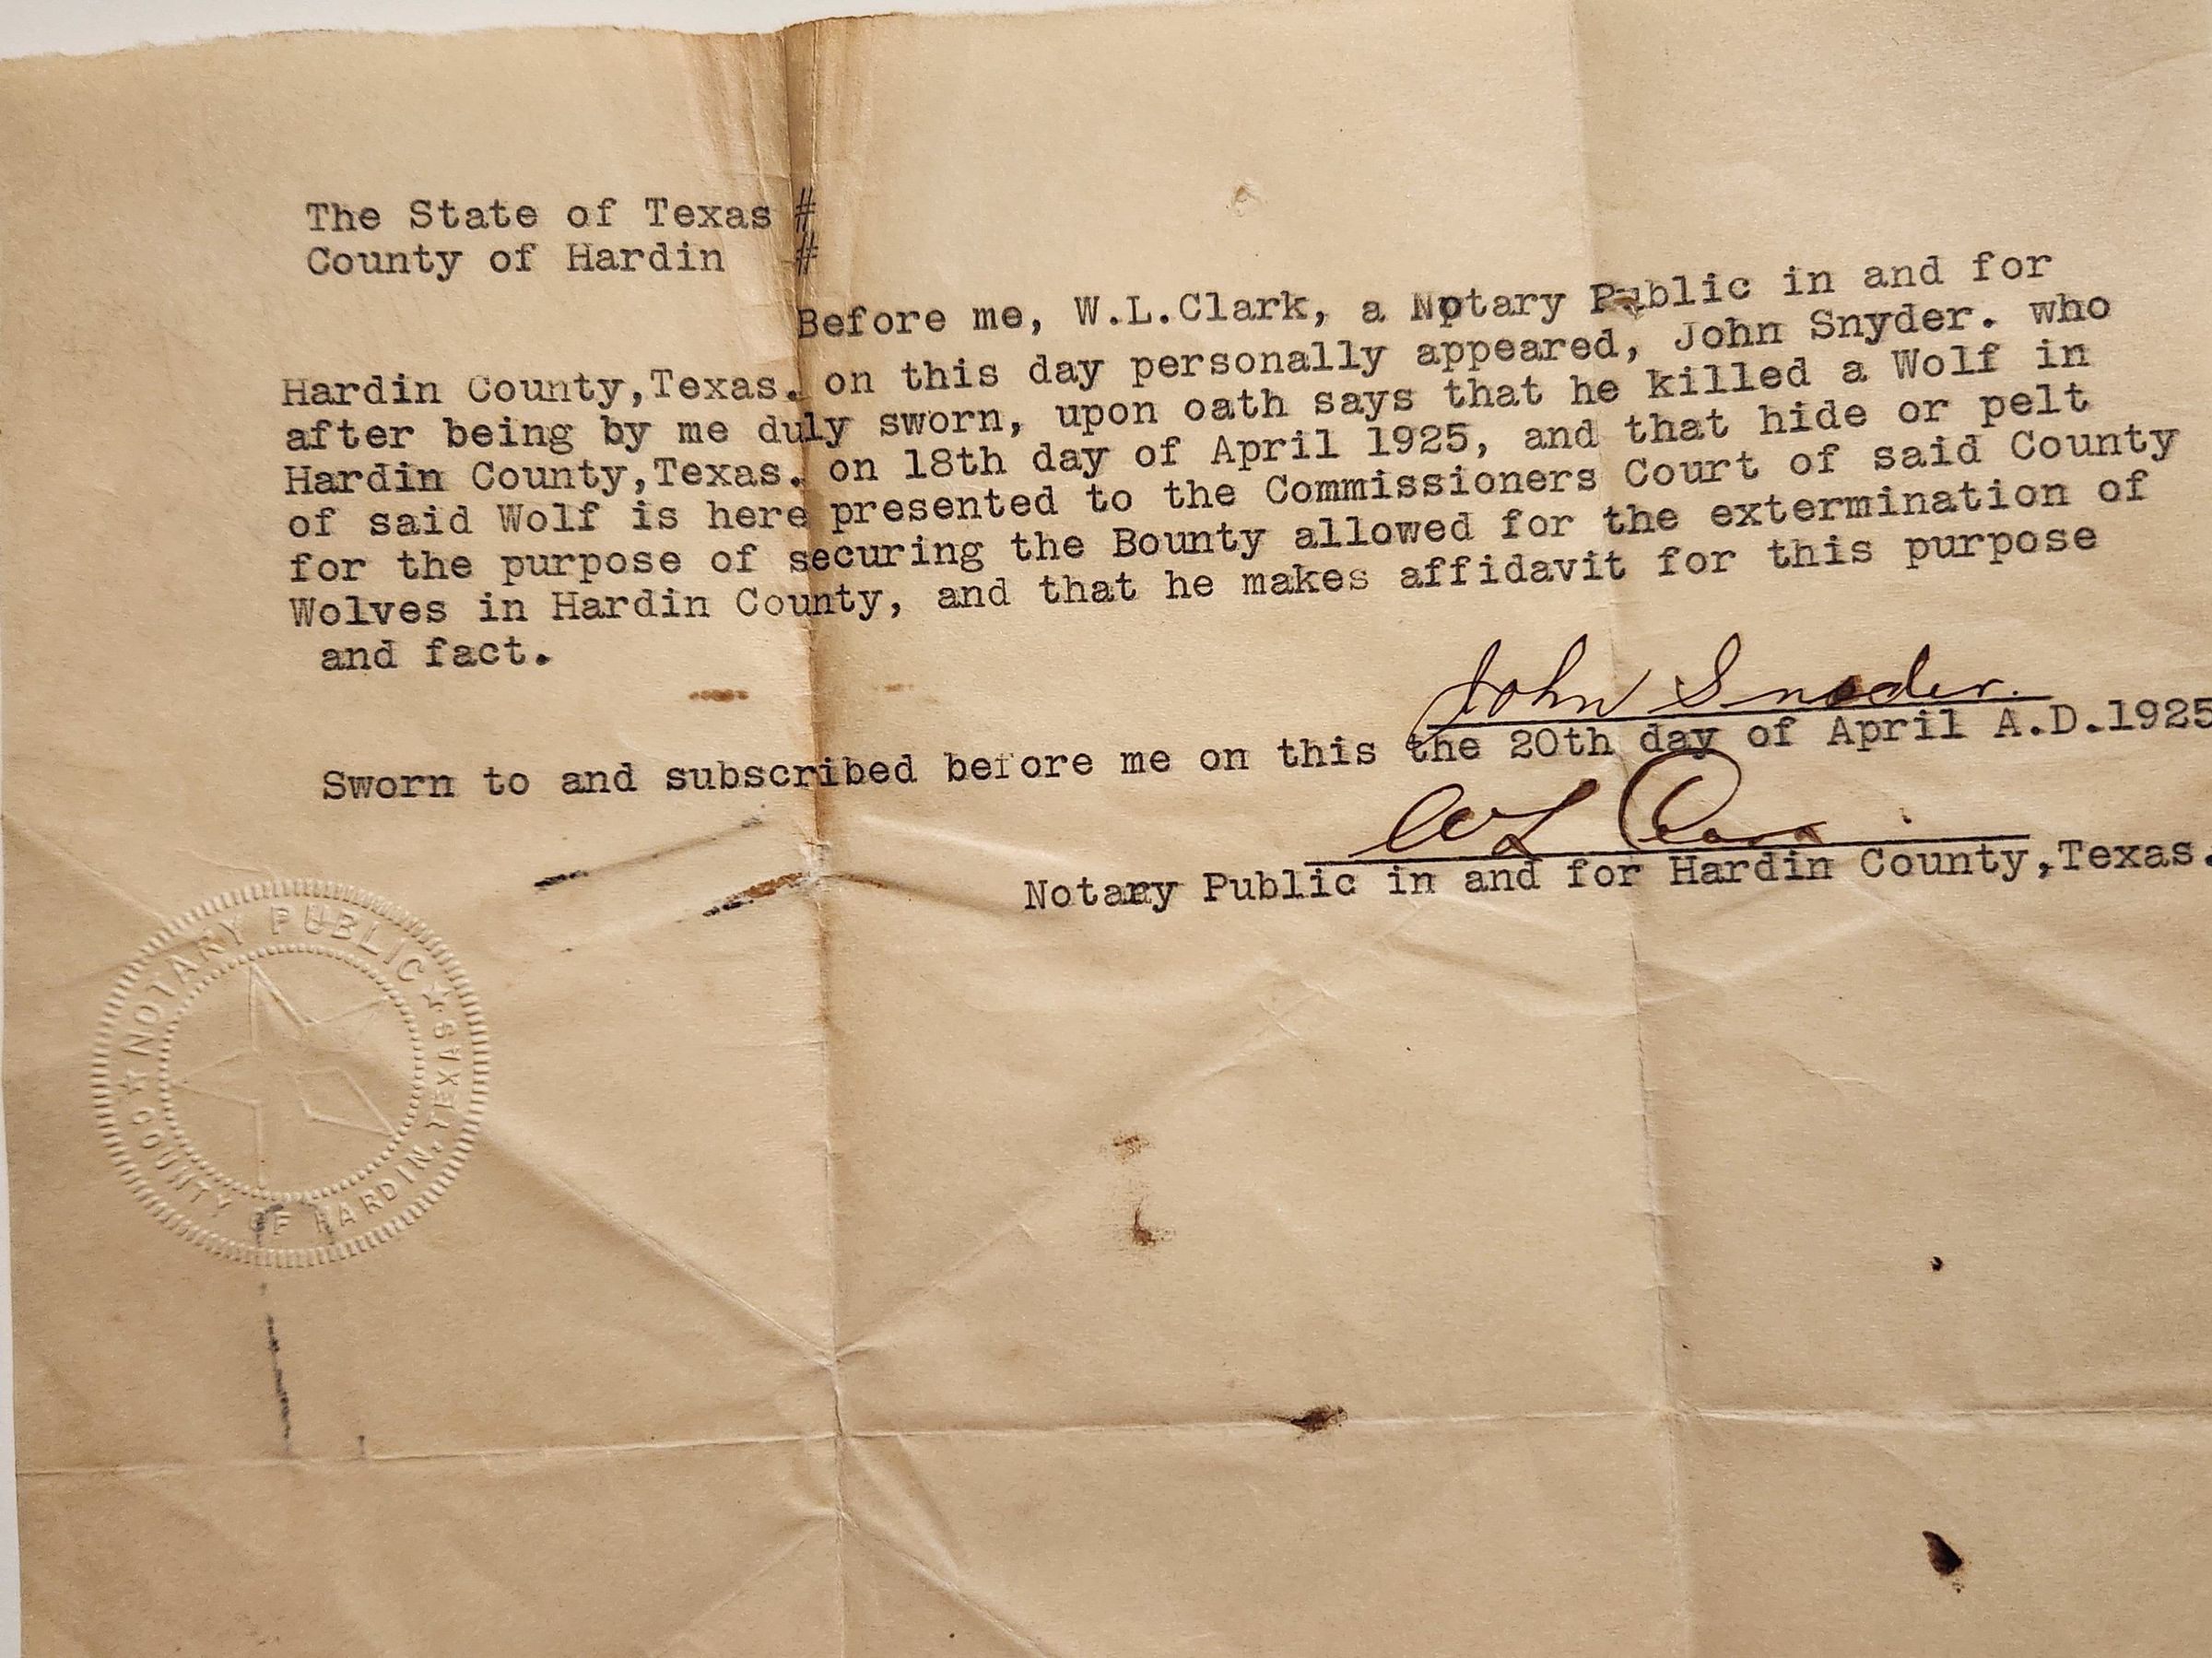 The State of Texas #
County of Hardin #
Before me, W.L.Clark, a Notary Public in and for
Hardin County,Texas. on this day personally appeared, John Snyder. who
after being by me duly sworn, upon oath says that he killed a Wolf in
Hardin County,Texas. on 18th day of April 1925, and that hide or pelt
of said Wolf is here presented to the Commissioners Court of said County
for the purpose of securing the Bounty allowed for the extermination of
Wolves in Hardin County, and that he makes affidavit for this purpose
and fact.
John Sneder.
Sworn to and subscribed before me on this the 20th day of April A.D.1925
WL Clark
Notary Public in and for Hardin County,Texas.
NOTARY PUBLIC
COUNTY OF HARDIN, TEXAS